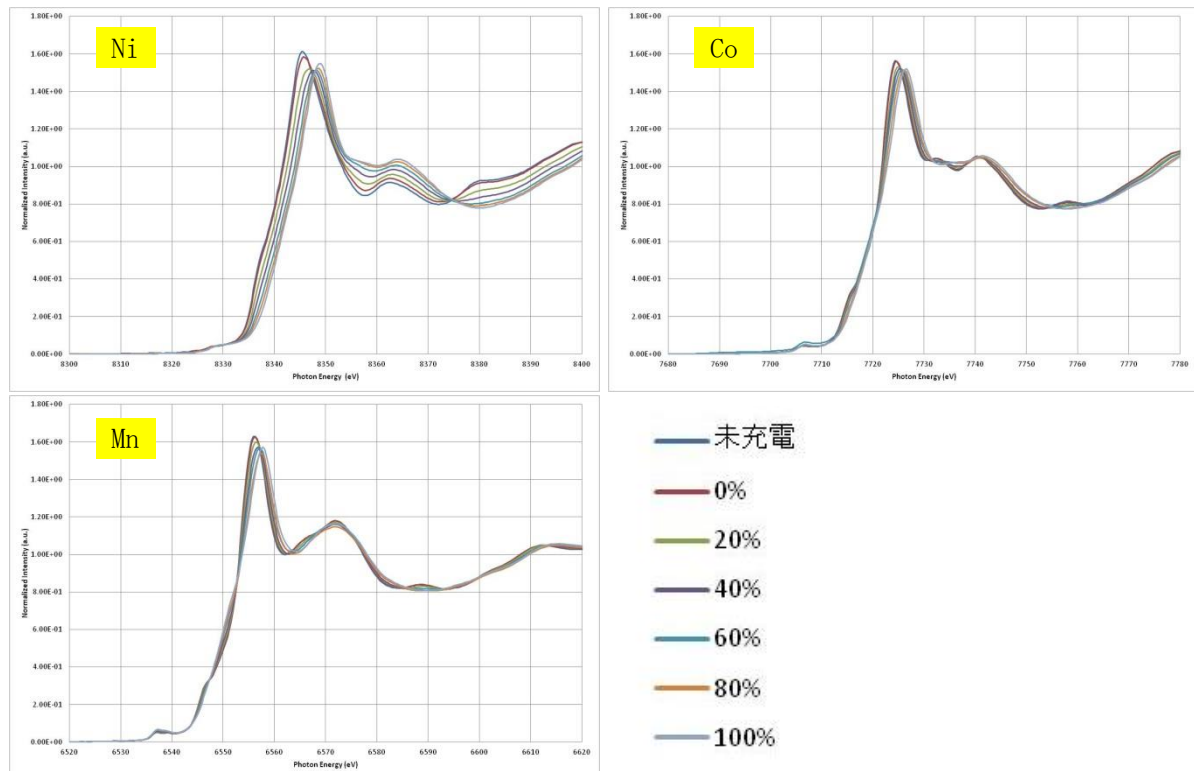 Ni
1.80E+00
1.60E+00
1.40E+00
1.20E+00
1.00E+00
8.00E-01
6.00E-01
4.00E-01
2.00E-01
0.00E+00
Normalized Intensity (a.u.)
8300 8310 8320 8330 8340 8350 8360 8370 8380 8390 8400
Photon Energy (eV)
Co
1.80E+00
1.60E+00
1.40E+00
1.20E+00
1.00E+00
8.00E-01
6.00E-01
4.00E-01
2.00E-01
0.00E+00
Normalized Intensity (a.u.)
7680 7690 7700 7710 7720 7730 7740 7750 7760 7770 7780
Photon Energy (eV)
Mn
1.80E+00
1.60E+00
1.40E+00
1.20E+00
1.00E+00
8.00E-01
6.00E-01
4.00E-01
2.00E-01
0.00E+00
Normalized Intensity (a.u.)
6520 6530 6540 6550 6560 6570 6580 6590 6600 6610 6620
Photon Energy (eV)
未充電
0%
20%
40%
60%
80%
100%